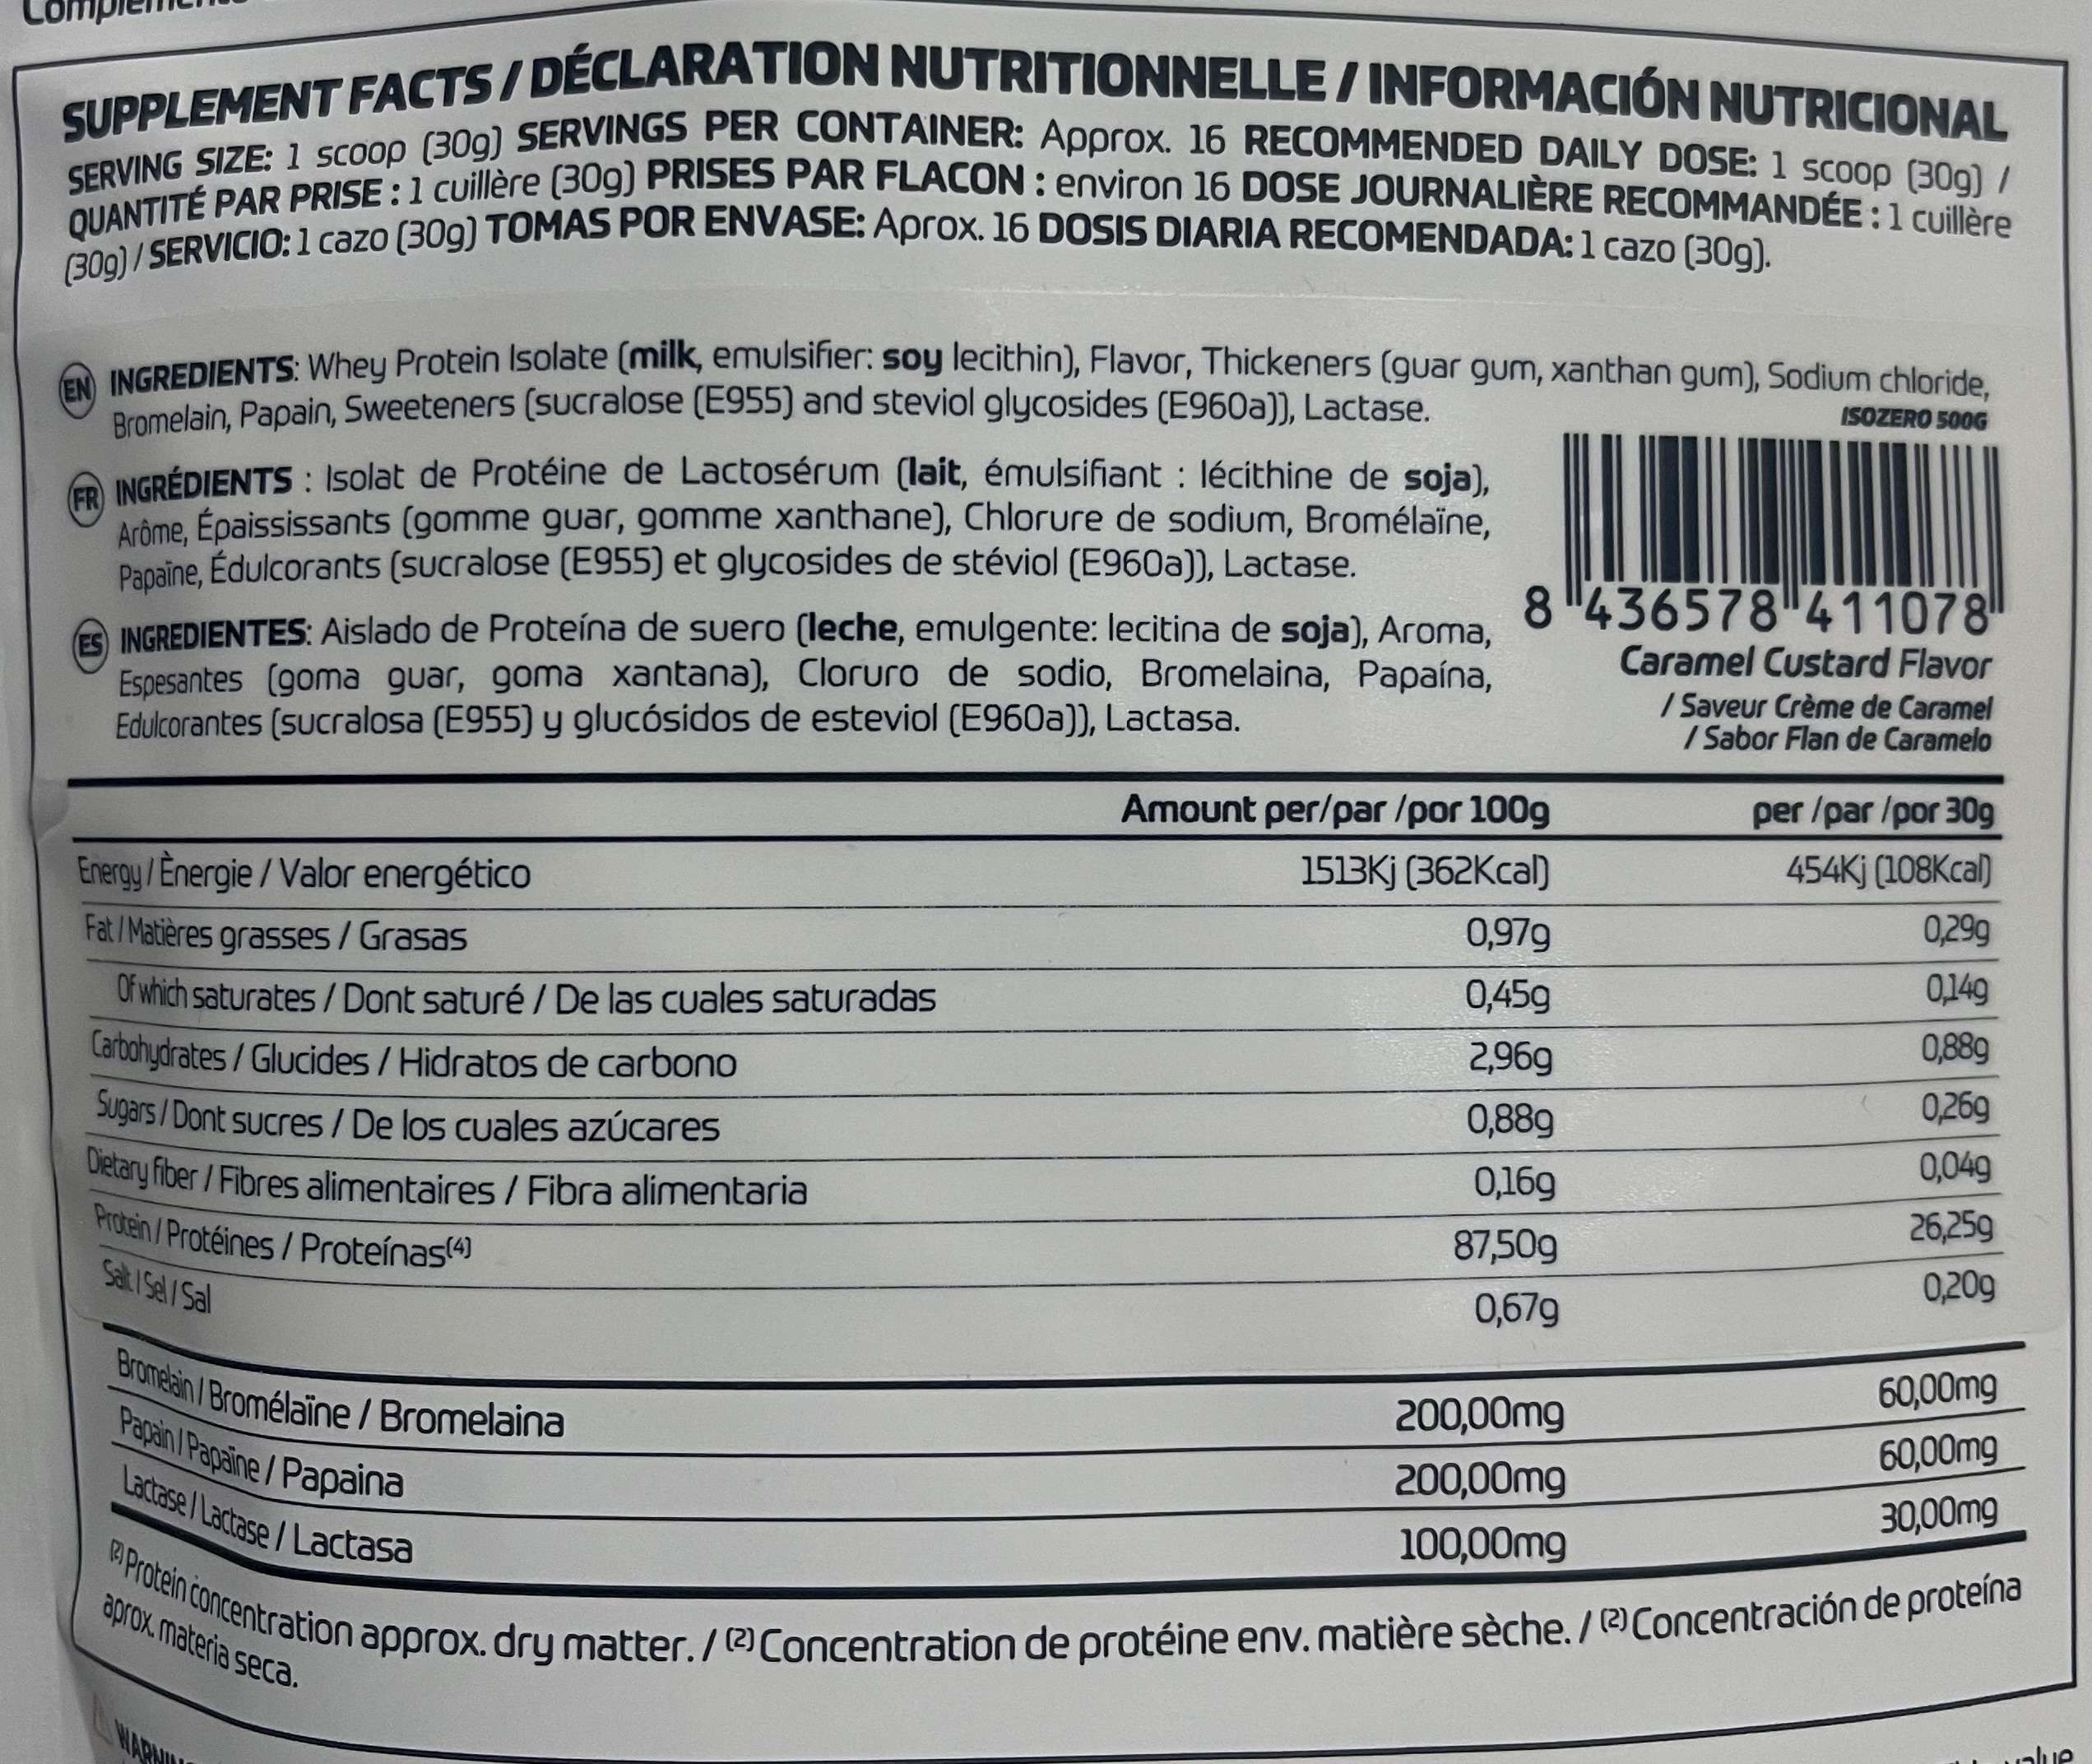 SUPPLEMENT FACTS / DÉCLARATION NUTRITIONNELLE / INFORMACIÓN NUTRICIONAL
SERVING SIZE: 1 scoop (30g) SERVINGS PER CONTAINER: Approx. 16 RECOMMENDED DAILY DOSE: 1 scoop (30g) /
QUANTITÉ PAR PRISE : 1 cuillère (30g) PRISES PAR FLACON : environ 16 DOSE JOURNALIÈRE RECOMMANDÉE : 1 cuillère
(30g) / SERVICIO: 1 cazo (30g) TOMAS POR ENVASE: Aprox. 16 DOSIS DIARIA RECOMENDADA: 1 cazo (30g).
EN INGREDIENTS: Whey Protein Isolate (milk, emulsifier: soy lecithin), Flavor, Thickeners (guar gum, xanthan gum), Sodium chloride,
Bromelain, Papain, Sweeteners (sucralose (E955) and steviol glycosides (E960a)), Lactase.
ISOZERO 500G
FR INGRÉDIENTS : Isolat de Protéine de Lactosérum (lait, émulsifiant : lécithine de soja),
Arôme, Épaississants (gomme guar, gomme xanthane), Chlorure de sodium, Bromélaïne,
Papaïne, Édulcorants (sucralose (E955) et glycosides de stéviol (E960a)), Lactase.
ES INGREDIENTES: Aislado de Proteína de suero (leche, emulgente: lecitina de soja), Aroma,
Espesantes (goma guar, goma xantana), Cloruro de sodio, Bromelaina, Papaína,
Edulcorantes (sucralosa (E955) y glucósidos de esteviol (E960a)), Lactasa.
8 436578 411078
Caramel Custard Flavor
/ Saveur Crème de Caramel
/ Sabor Flan de Caramelo
Amount per/par /por 100g per /par /por 30g
Energy / Ènergie / Valor energético 1513Kj (362Kcal) 454Kj (108Kcal)
Fat / Matières grasses / Grasas 0,97g 0,29g
Of which saturates / Dont saturé / De las cuales saturadas 0,45g 0,14g
Carbohydrates / Glucides / Hidratos de carbono 2,96g 0,88g
Sugars / Dont sucres / De los cuales azúcares 0,88g 0,26g
Dietary fiber / Fibres alimentaires / Fibra alimentaria 0,16g 0,04g
Protein / Protéines / Proteínas(4) 87,50g 26,25g
Salt / Sel / Sal 0,67g 0,20g
Bromelain / Bromélaïne / Bromelaina 200,00mg 60,00mg
Papain / Papaïne / Papaina 200,00mg 60,00mg
Lactase / Lactase / Lactasa 100,00mg 30,00mg
(2) Protein concentration approx. dry matter. / (2) Concentration de protéine env. matière sèche. / (2) Concentración de proteína
aprox. materia seca.
value